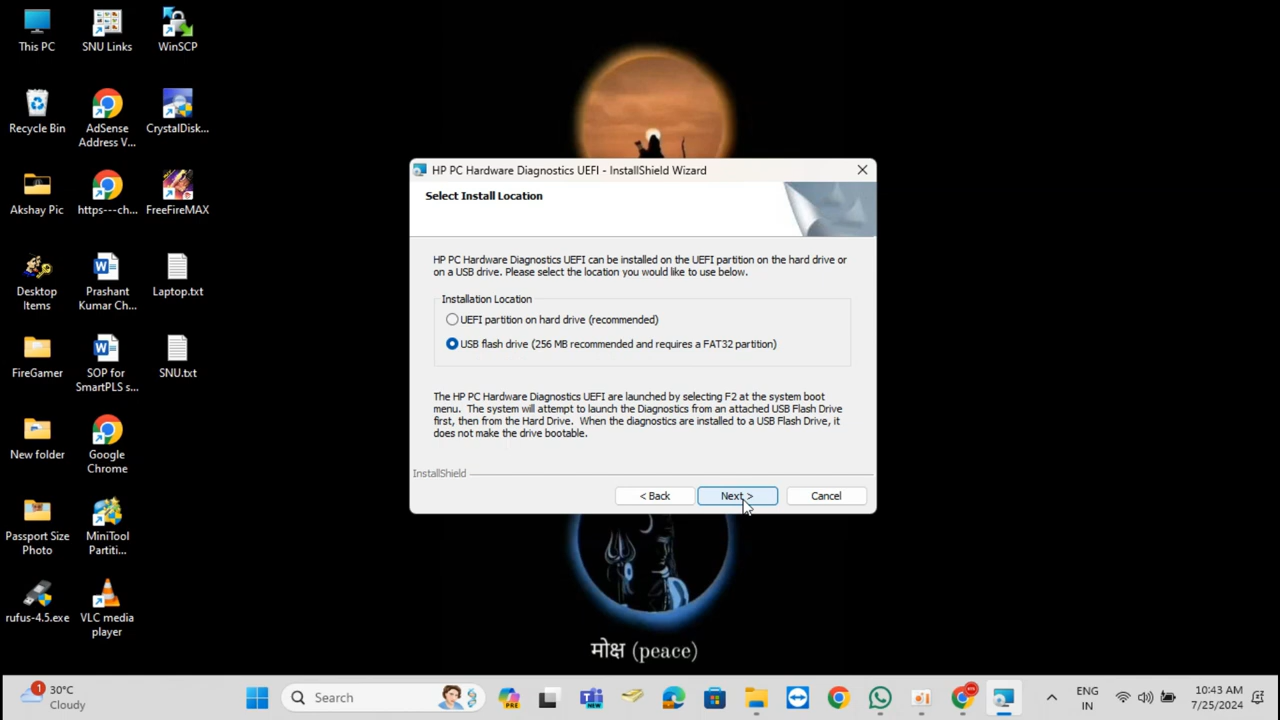 This PC
SNU Links
WinSCP
Recycle Bin
AdSense
Address V...
CrystalDisk...
Akshay Pic
https---ch...
FreeFireMAX
Desktop
Items
Prashant
Kumar Ch...
Laptop.txt
FireGamer
SOP for
SmartPLS s...
SNU.txt
New folder
Google
Chrome
Passport Size
Photo
MiniTool
Partiti...
rufus-4.5.exe
VLC media
player
HP PC Hardware Diagnostics UEFI - InstallShield Wizard
Select Install Location
HP PC Hardware Diagnostics UEFI can be installed on the UEFI partition on the hard drive or
on a USB drive. Please select the location you would like to use below.
Installation Location
UEFI partition on hard drive (recommended)
USB flash drive (256 MB recommended and requires a FAT32 partition)
The HP PC Hardware Diagnostics UEFI are launched by selecting F2 at the system boot
menu. The system will attempt to launch the Diagnostics from an attached USB Flash Drive
first, then from the Hard Drive. When the diagnostics are installed to a USB Flash Drive, it
does not make the drive bootable.
InstallShield
< Back
Next >
Cancel
मोक्ष (peace)
1
30°C
Cloudy
Search
PRE
NEW
ENG
IN
10:43 AM
7/25/2024